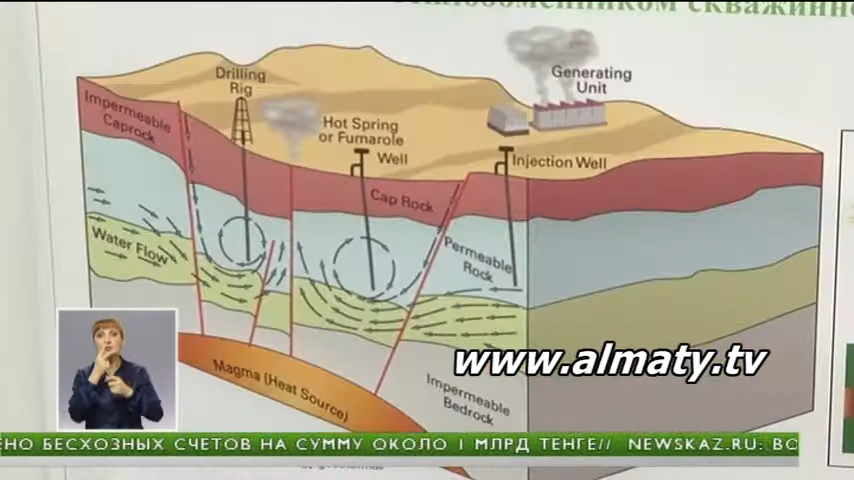 скважинно
Drilling
Rig
Generating
Unit
Impermeable
Caprock
Hot Spring
or Fumarole
Well
Injection Well
Cap Rock
Water Flow
Permeable
Rock
Magma (Heat Source)
Impermeable
Bedrock
www.almaty.tv
ЕНО БЕСХОЗНЫХ СЧЕТОВ НА СУММУ ОКОЛО 1 МЛРД ТЕНГЕ// NEWSKAZ.RU: ВО